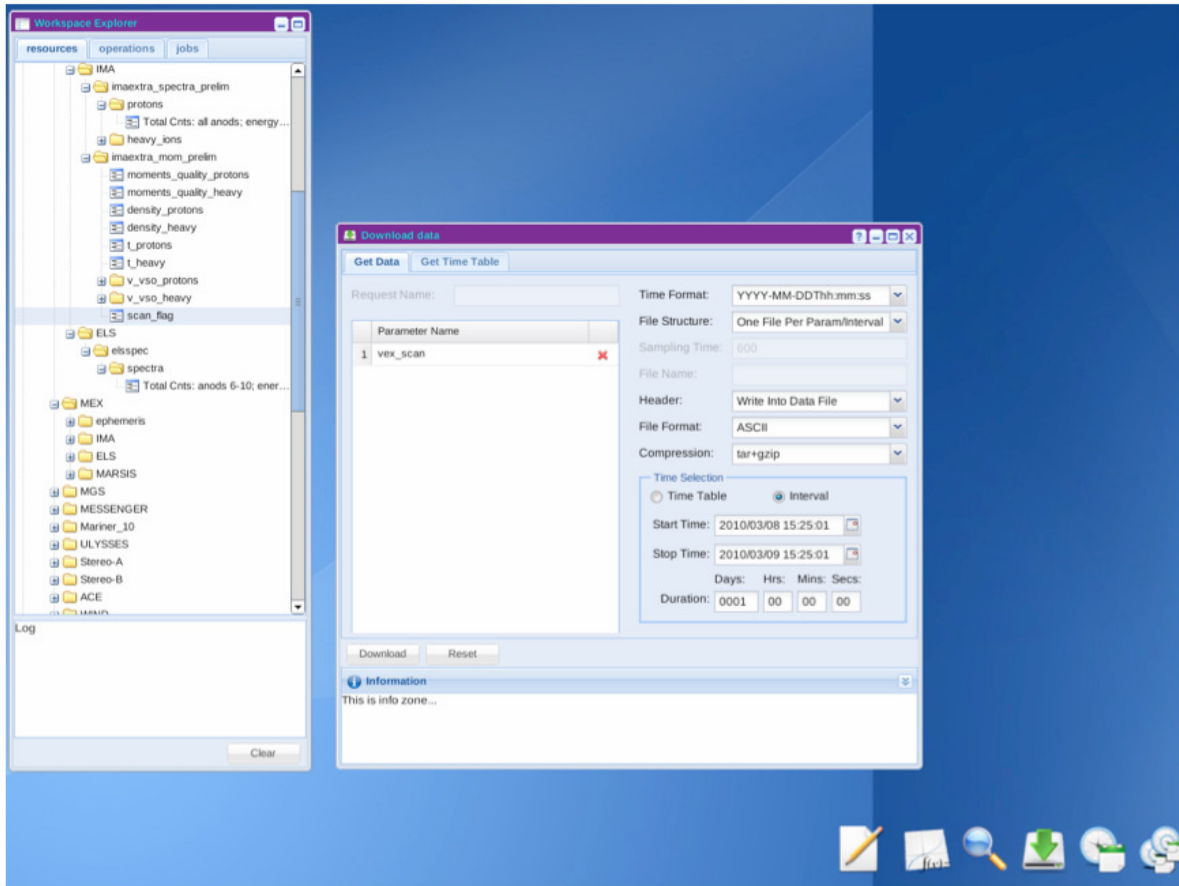 Workspace Explorer
resources operations jobs
IMA
imaextra_spectra_prelim
protons
Total Cnts: all anods; energy...
heavy_ions
imaextra_mom_prelim
moments_quality_protons
moments_quality_heavy
density_protons
density_heavy
t_protons
t_heavy
v_vso_protons
v_vso_heavy
scan_flag
ELS
elsspec
spectra
Total Cnts: anods 6-10; ener...
MEX
ephemeris
IMA
ELS
MARSIS
MGS
MESSENGER
Mariner_10
ULYSSES
Stereo-A
Stereo-B
ACE
WIND
Log
Clear
Download data
Get Data Get Time Table
Request Name:
Parameter Name
1 vex_scan
Time Format: YYYY-MM-DDThh:mm:ss
File Structure: One File Per Param/Interval
Sampling Time: 600
File Name:
Header: Write Into Data File
File Format: ASCII
Compression: tar+gzip
Time Selection
Time Table Interval
Start Time: 2010/03/08 15:25:01
Stop Time: 2010/03/09 15:25:01
Days: Hrs: Mins: Secs:
Duration: 0001 00 00 00
Download Reset
Information
This is info zone...
f(x)=